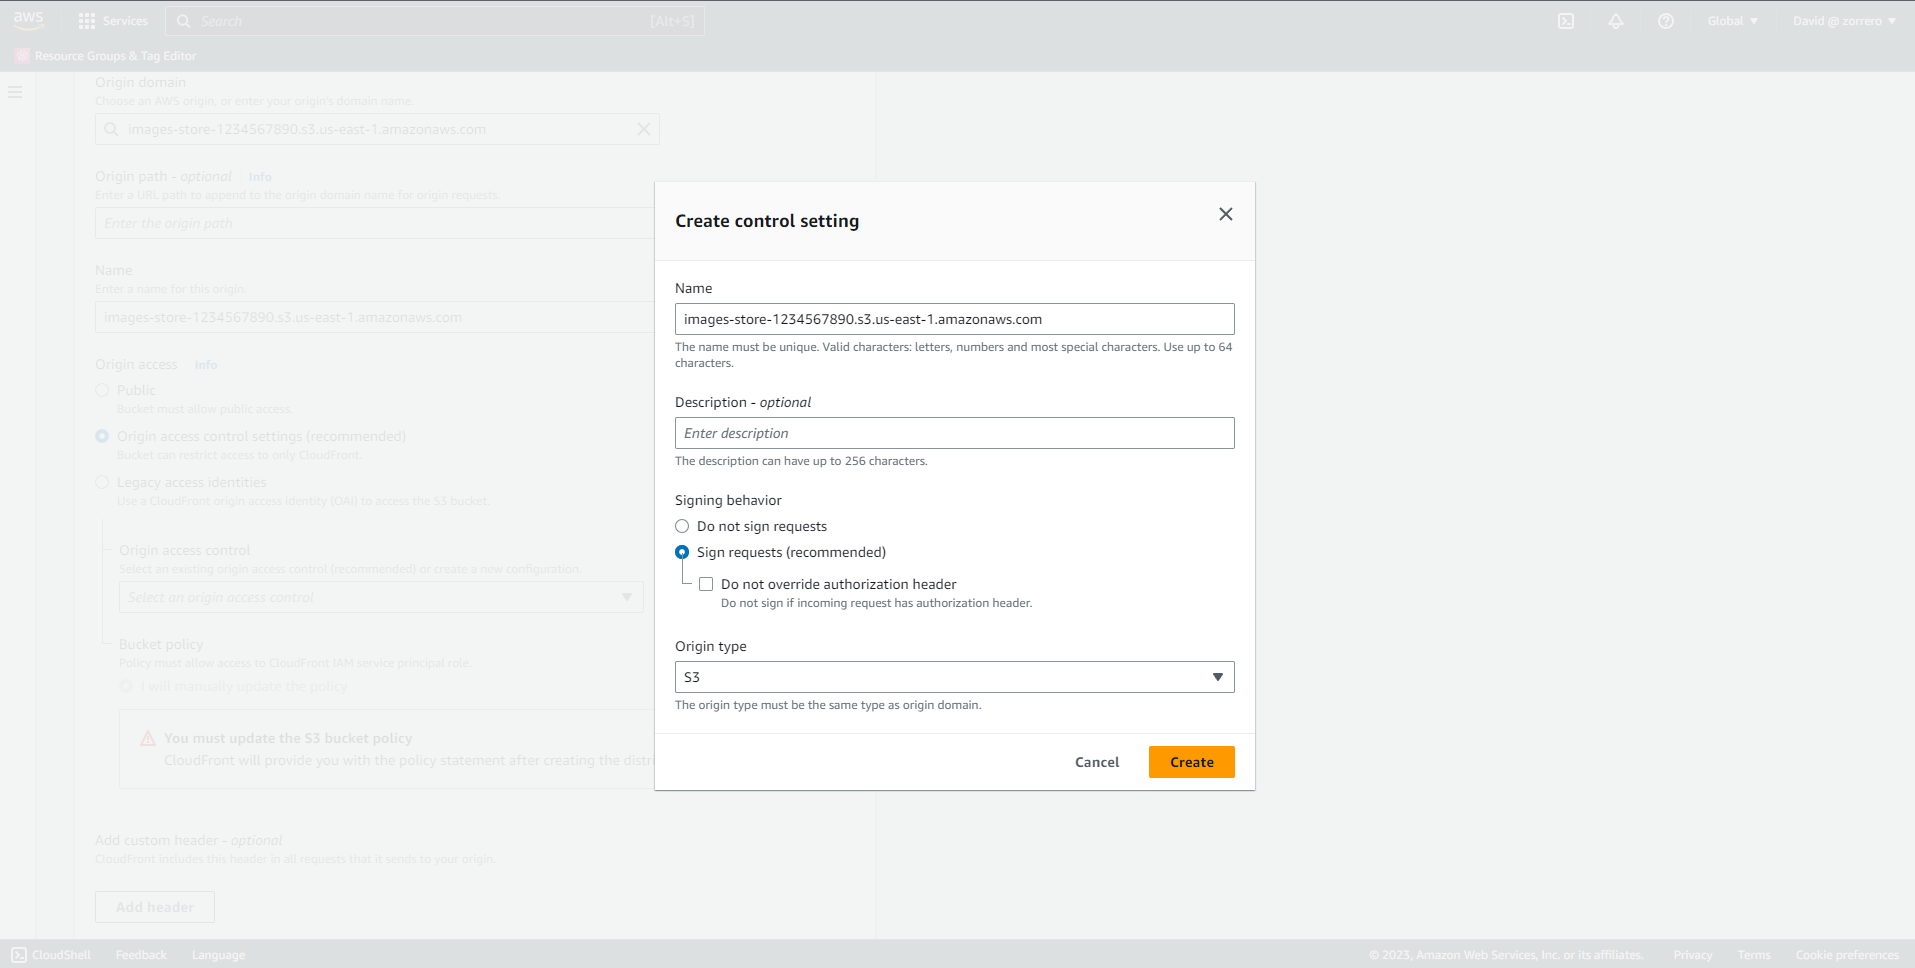 aws
Services
Search
[Alt+S]
Global
David @ zorrero
Resource Groups & Tag Editor
Origin domain
Choose an AWS origin, or enter your origin's domain name.
images-store-1234567890.s3.us-east-1.amazonaws.com
Origin path - optional Info
Enter a URL path to append to the origin domain name for origin requests.
Enter the origin path
Name
Enter a name for this origin.
images-store-1234567890.s3.us-east-1.amazonaws.com
Origin access Info
Public
Bucket must allow public access.
Origin access control settings (recommended)
Bucket can restrict access to only CloudFront.
Legacy access identities
Use a CloudFront origin access identity (OAI) to access the S3 bucket.
Origin access control
Select an existing origin access control (recommended) or create a new configuration.
Select an origin access control
Bucket policy
Policy must allow access to CloudFront IAM service principal role.
I will manually update the policy
You must update the S3 bucket policy
CloudFront will provide you with the policy statement after creating the distri
Add custom header - optional
CloudFront includes this header in all requests that it sends to your origin.
Add header
Create control setting
Name
images-store-1234567890.s3.us-east-1.amazonaws.com
The name must be unique. Valid characters: letters, numbers and most special characters. Use up to 64
characters.
Description - optional
Enter description
The description can have up to 256 characters.
Signing behavior
Do not sign requests
Sign requests (recommended)
Do not override authorization header
Do not sign if incoming request has authorization header.
Origin type
S3
The origin type must be the same type as origin domain.
Cancel
Create
CloudShell
Feedback
Language
© 2023, Amazon Web Services, Inc. or its affiliates.
Privacy
Terms
Cookie preferences